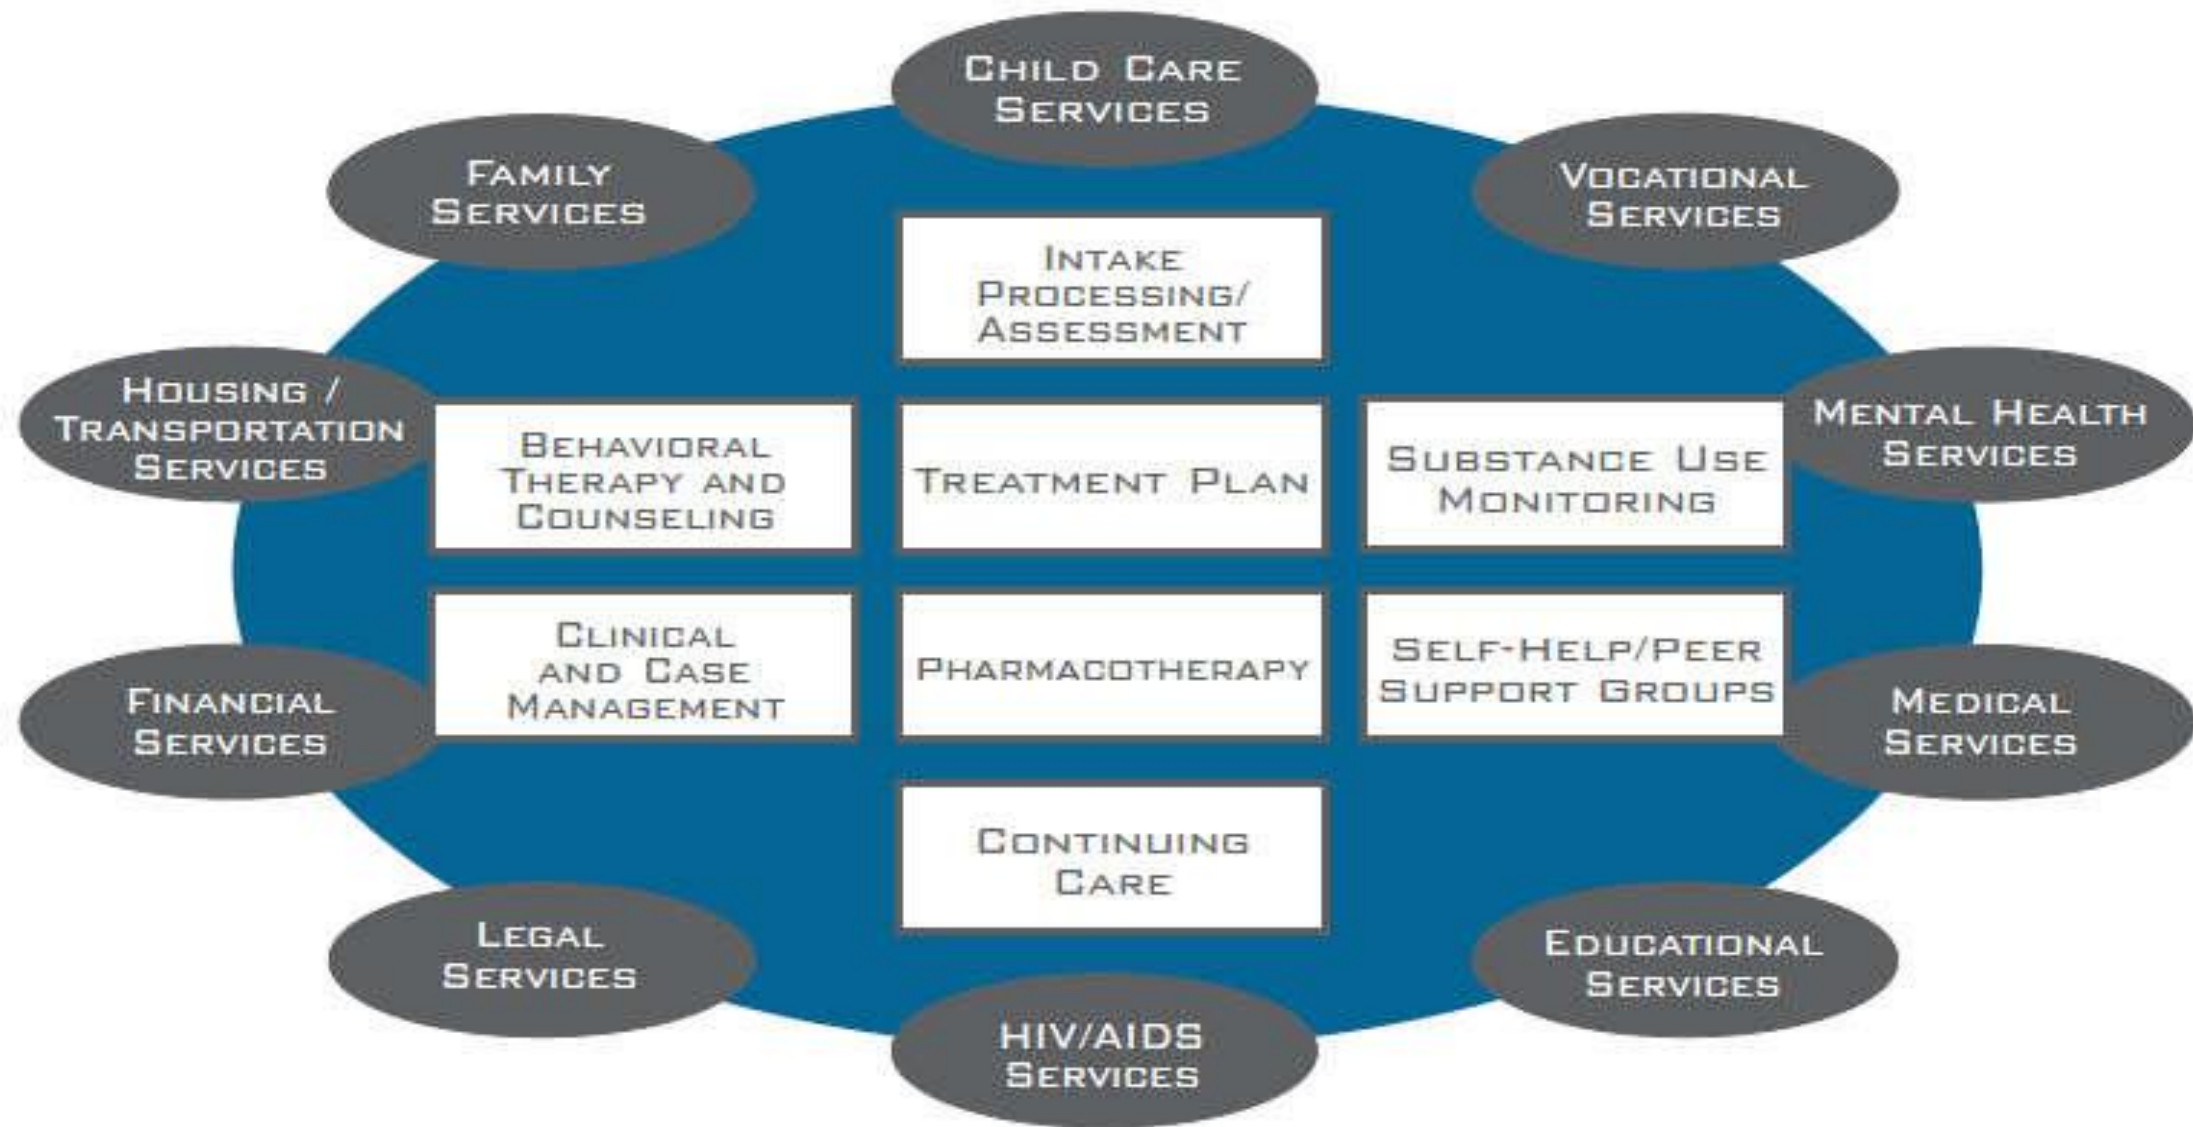 CHILD CARE
SERVICES
FAMILY
SERVICES
VOCATIONAL
SERVICES
INTAKE
PROCESSING/
ASSESSMENT
HOUSING /
TRANSPORTATION
SERVICES
BEHAVIORAL
THERAPY AND
COUNSELING
TREATMENT PLAN
SUBSTANCE USE
MONITORING
MENTAL HEALTH
SERVICES
FINANCIAL
SERVICES
CLINICAL
AND CASE
MANAGEMENT
PHARMACOTHERAPY
SELF-HELP/PEER
SUPPORT GROUPS
MEDICAL
SERVICES
CONTINUING
CARE
LEGAL
SERVICES
HIV/AIDS
SERVICES
EDUCATIONAL
SERVICES